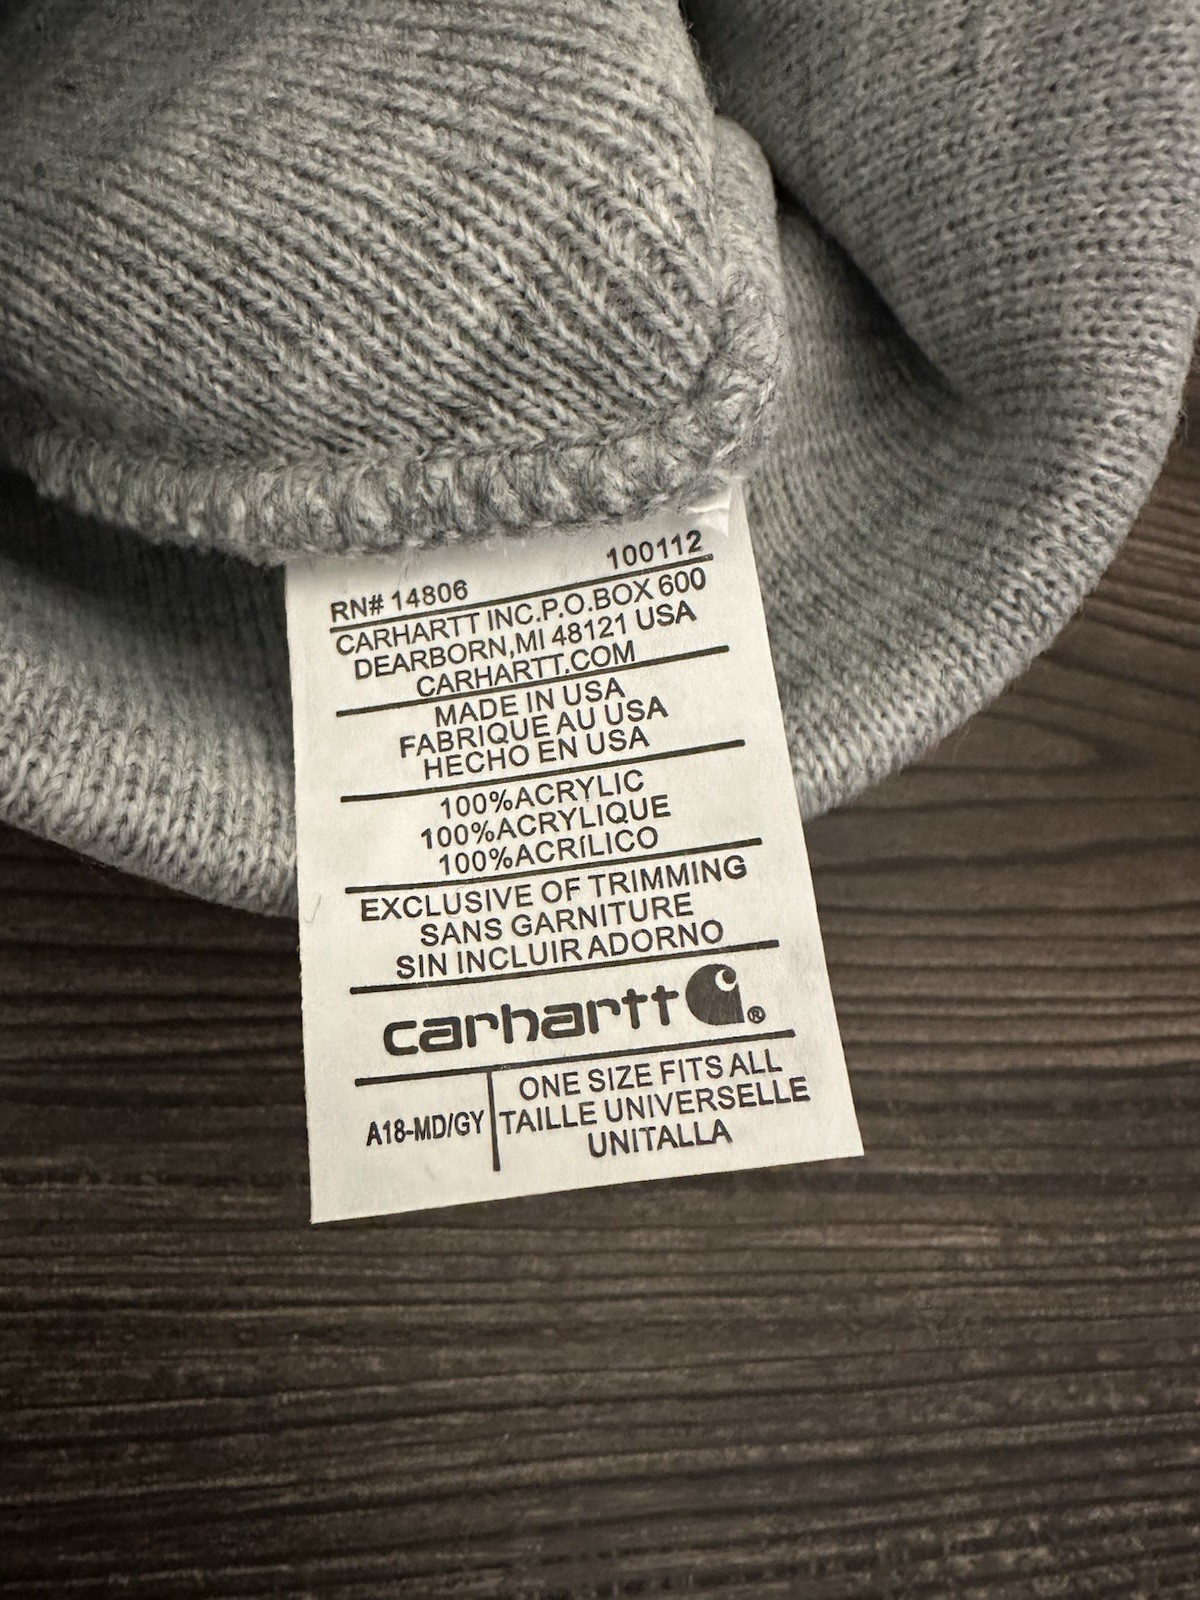 RN# 14806 100112
CARHARTT INC.P.O.BOX 600
DEARBORN,MI 48121 USA
CARHARTT.COM
MADE IN USA
FABRIQUE AU USA
HECHO EN USA
100%ACRYLIC
100%ACRYLIQUE
100%ACRÍLICO
EXCLUSIVE OF TRIMMING
SANS GARNITURE
SIN INCLUIR ADORNO
carhartt ®
A18-MD/GY
ONE SIZE FITS ALL
TAILLE UNIVERSELLE
UNITALLA